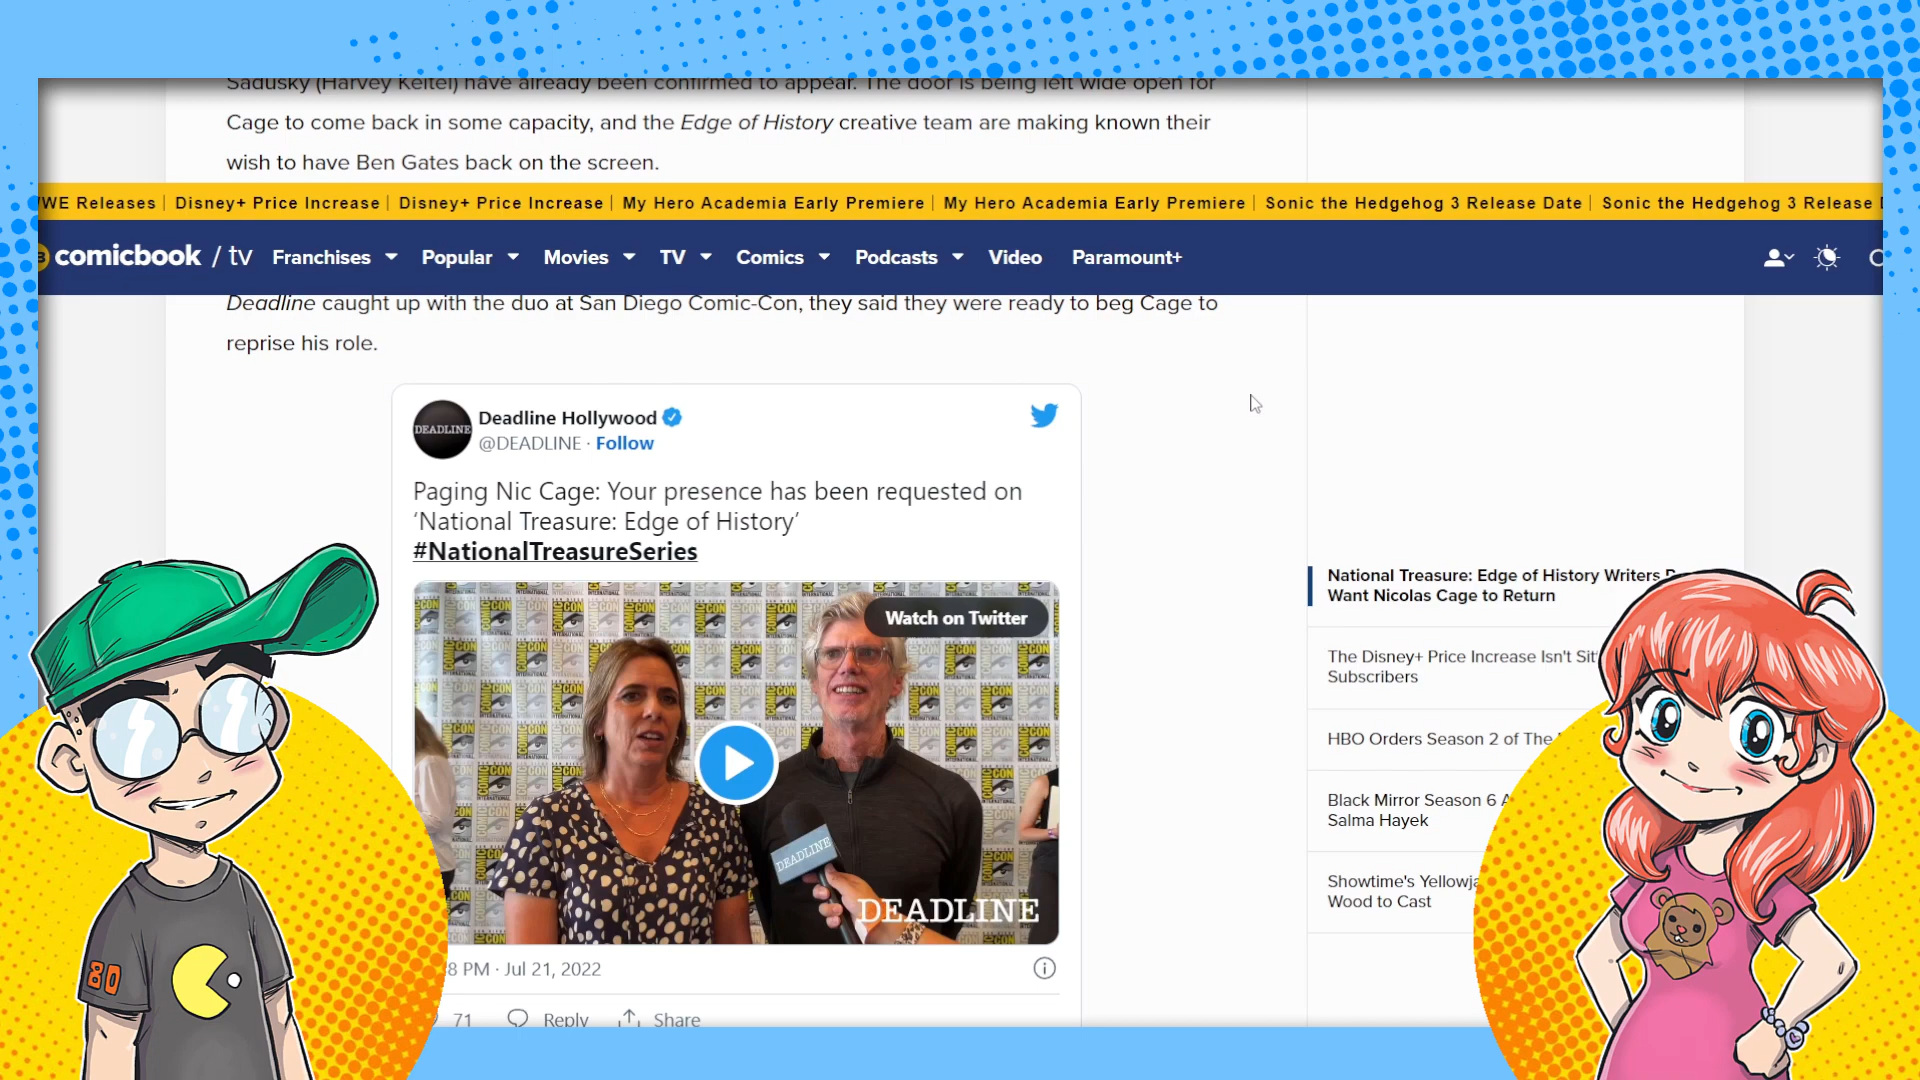 Sadusky (Harvey Keitel) have already been confirmed to appear. The door is being left wide open for
Cage to come back in some capacity, and the Edge of History creative team are making known their
wish to have Ben Gates back on the screen.
WE Releases | Disney+ Price Increase | Disney+ Price Increase | My Hero Academia Early Premiere | My Hero Academia Early Premiere | Sonic the Hedgehog 3 Release Date | Sonic the Hedgehog 3 Release
comicbook / tv Franchises Popular Movies TV Comics Podcasts Video Paramount+
Deadline caught up with the duo at San Diego Comic-Con, they said they were ready to beg Cage to
reprise his role.
DEADLINE
Deadline Hollywood
@DEADLINE · Follow
Paging Nic Cage: Your presence has been requested on
‘National Treasure: Edge of History’
#NationalTreasureSeries
Watch on Twitter
DEADLINE
DEADLINE
8 PM · Jul 21, 2022
71 Reply Share
National Treasure: Edge of History Writers
Want Nicolas Cage to Return
The Disney+ Price Increase Isn't Sit
Subscribers
HBO Orders Season 2 of The
Black Mirror Season 6 A
Salma Hayek
Showtime's Yellowja
Wood to Cast
80